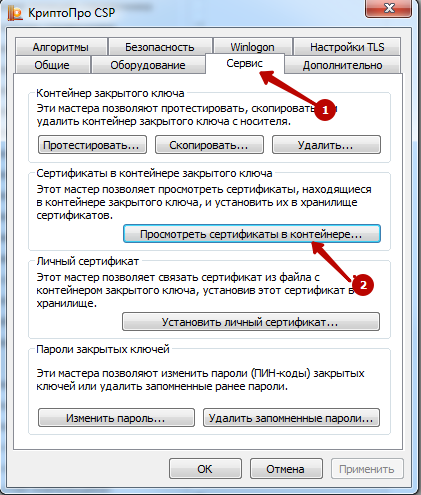 КриптоПро CSP
Алгоритмы Безопасность Winlogon Настройки TLS
Общие Оборудование Сервис Дополнительно
Контейнер закрытого ключа
Эти мастера позволяют протестировать, скопировать
удалить контейнер закрытого ключа с носителя.
1
Протестировать... Скопировать... Удалить...
Сертификаты в контейнере закрытого ключа
Этот мастер позволяет просмотреть сертификаты, находящиеся
в контейнере закрытого ключа, и установить их в хранилище
сертификатов.
Просмотреть сертификаты в контейнере...
Личный сертификат
2
Этот мастер позволяет связать сертификат из файла с
контейнером закрытого ключа, установив этот сертификат в
хранилище.
Установить личный сертификат...
Пароли закрытых ключей
Эти мастера позволяют изменить пароли (ПИН-коды) закрытых
ключей или удалить запомненные ранее пароли.
Изменить пароль... Удалить запомненные пароли...
ОК Отмена Применить